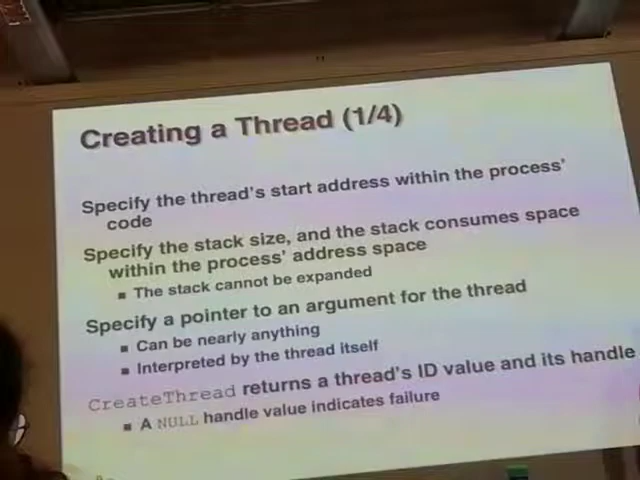 Creating a Thread (1/4)
Specify the thread's start address within the process'
code
Specify the stack size, and the stack consumes space
within the process' address space
■ The stack cannot be expanded
Specify a pointer to an argument for the thread
■ Can be nearly anything
■ Interpreted by the thread itself
CreateThread returns a thread's ID value and its handle
■ A NULL handle value indicates failure